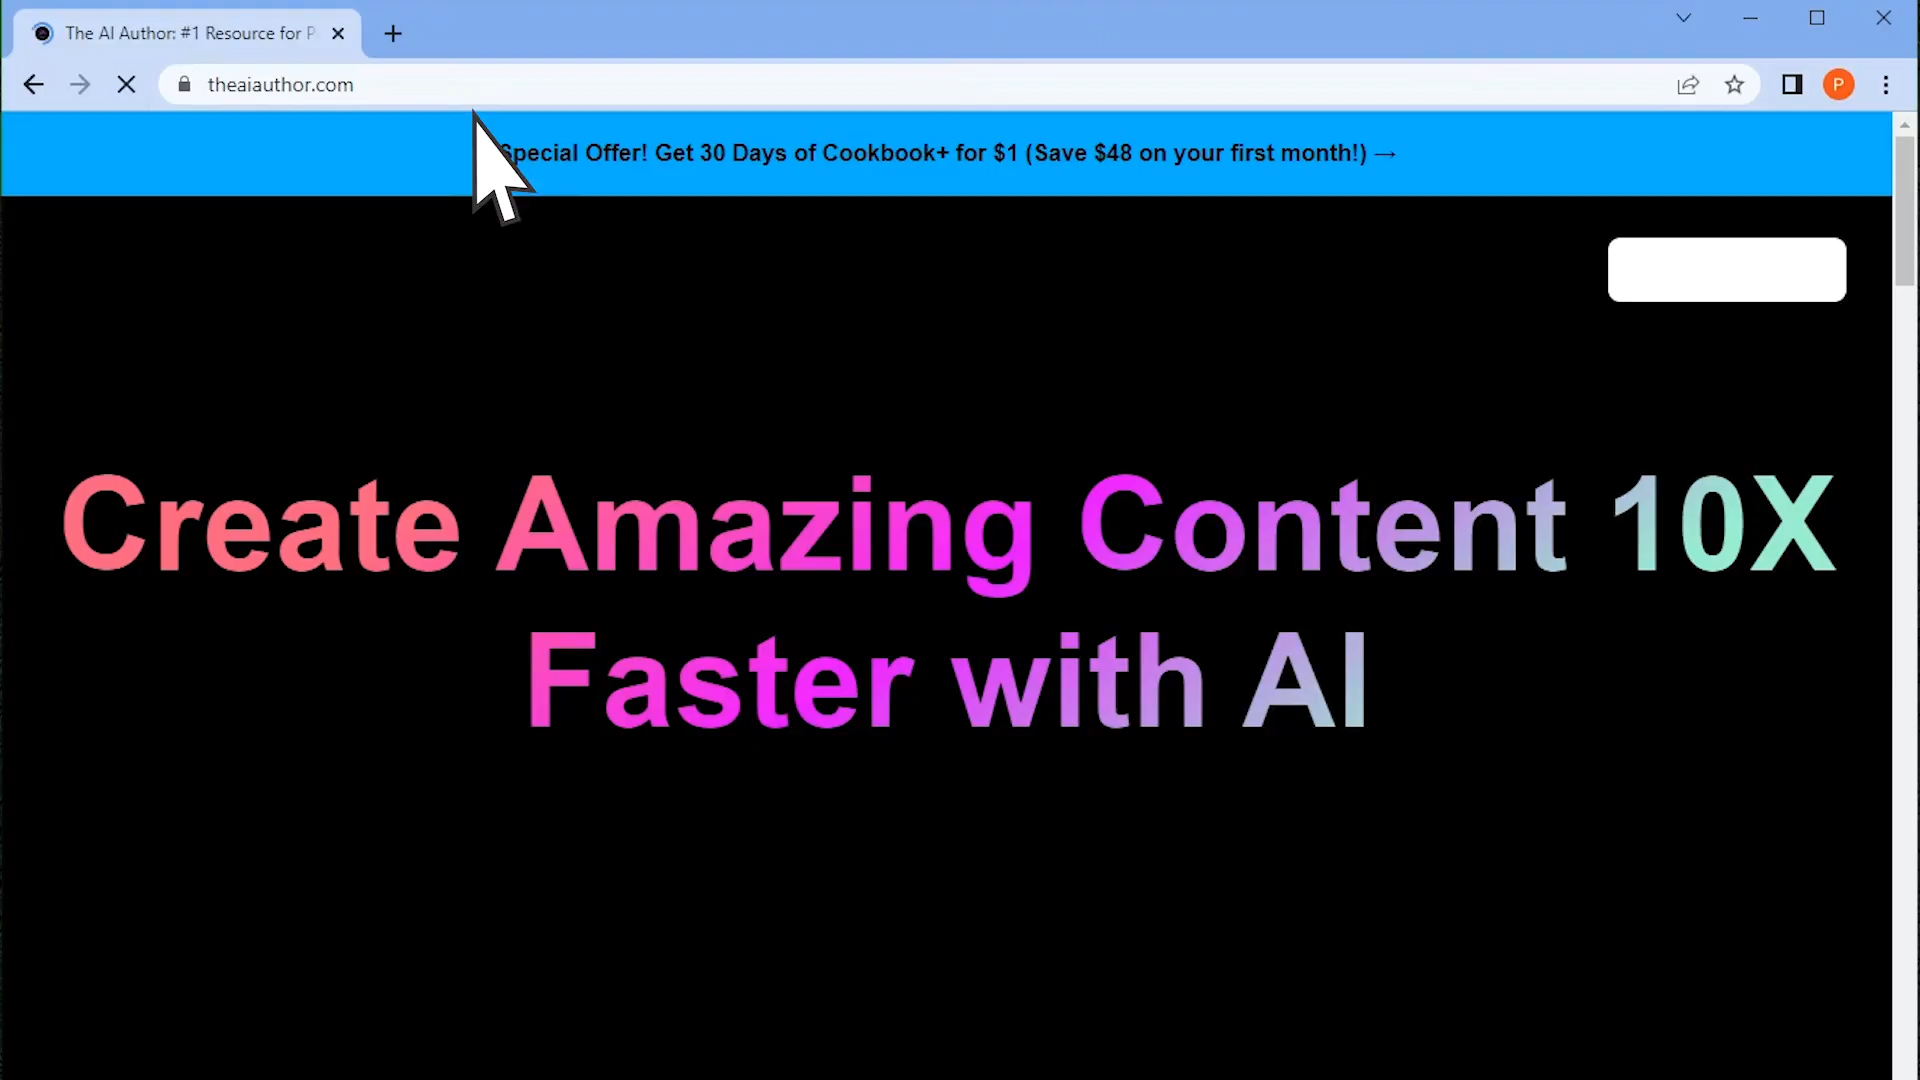 The AI Author: #1 Resource for P
theaiauthor.com
P
Special Offer! Get 30 Days of Cookbook+ for $1 (Save $48 on your first month!) →
Create Amazing Content 10X
Faster with AI